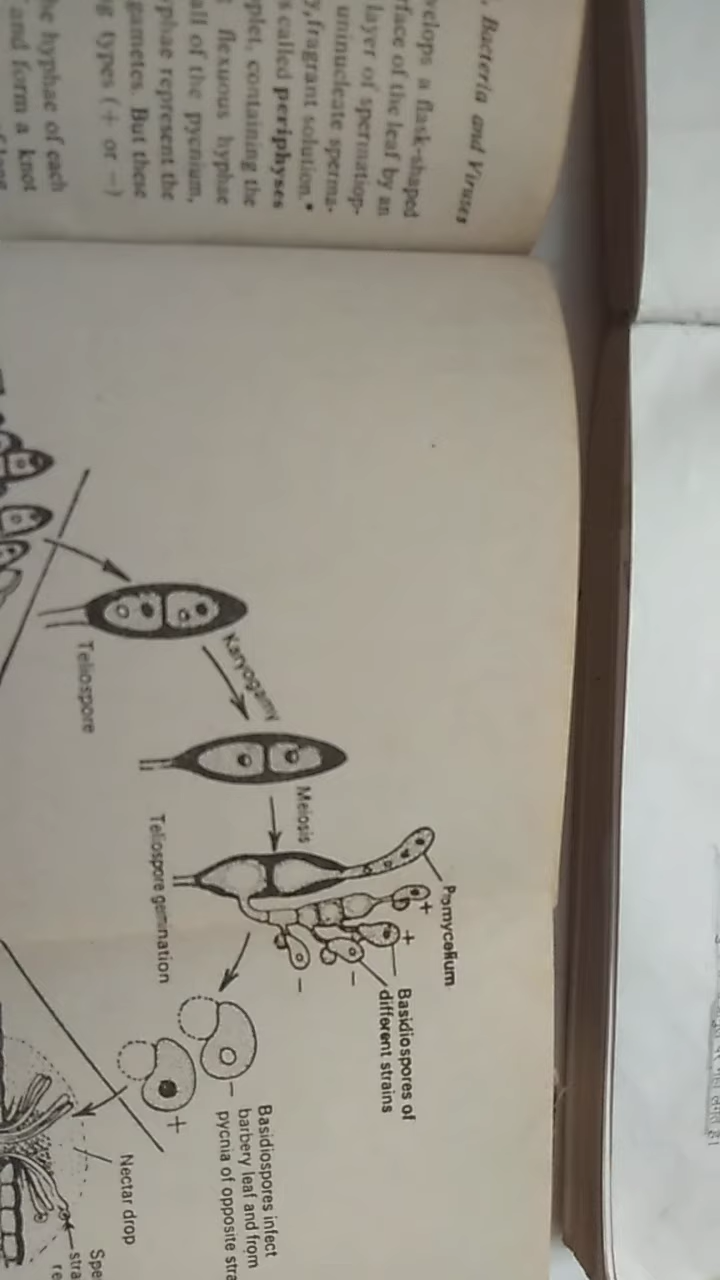 Bacteria and Viruses
velops a flask-shaped
rface of the leaf by an
layer of spermatiop-
uninucleate sperma-
y, fragrant solution.*
s called periphyses
plet, containing the
flexuous hyphae
all of the pycnium,
yphae represent the
gametes. But these
g types (+ or −)
he hyphae of each
and form a knot
Promycelium
+
+
Basidiospores of
different strains
−
−
Meiosis
Karyogamy
Teliospore
Teliospore germination
Basidiospores infect
barbery leaf and from
pycnia of opposite stra
−
+
Nectar drop
Spe
stra
re